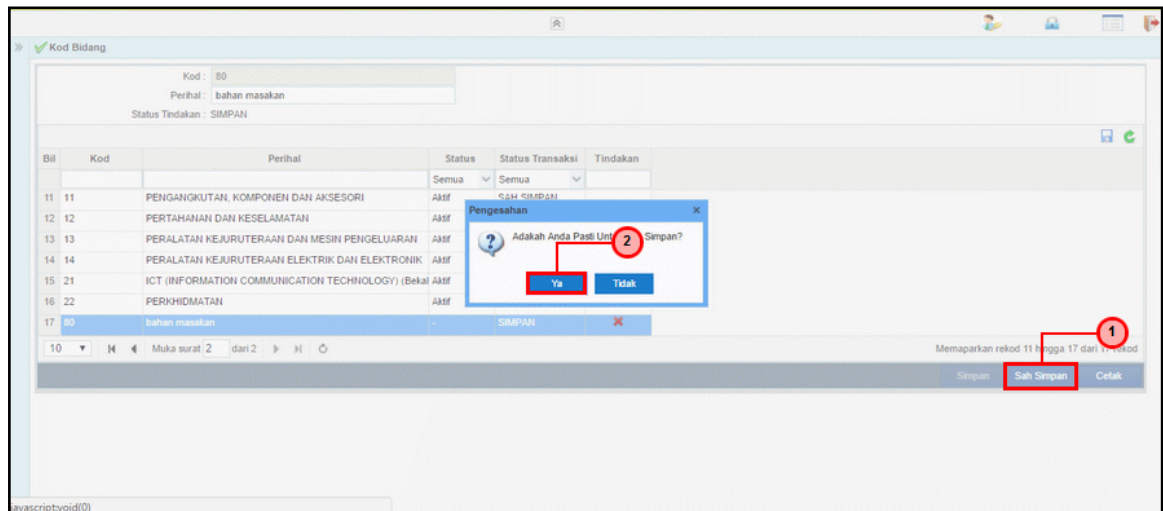 Kod Bidang
Kod : 80
Perihal : bahan masakan
Status Tindakan : SIMPAN
Bil Kod Perihal Status Status Transaksi Tindakan
Semua Semua
11 11 PENGANGKUTAN, KOMPONEN DAN AKSESORI Aktif SAH SIMPAN
12 12 PERTAHANAN DAN KESELAMATAN Aktif
13 13 PERALATAN KEJURUTERAAN DAN MESIN PENGELUARAN Aktif
14 14 PERALATAN KEJURUTERAAN ELEKTRIK DAN ELEKTRONIK Aktif
15 21 ICT (INFORMATION COMMUNICATION TECHNOLOGY) (Bekal Aktif
16 22 PERKHIDMATAN Aktif
17 80 bahan masakan - SIMPAN
Pengesahan
Adakah Anda Pasti Simpan?
2
Ya Tidak
1
10 Muka surat 2 dari 2
Memaparkan rekod 11 hingga 17 dari 17 rekod
Simpan Sah Simpan Cetak
javascript:void(0)